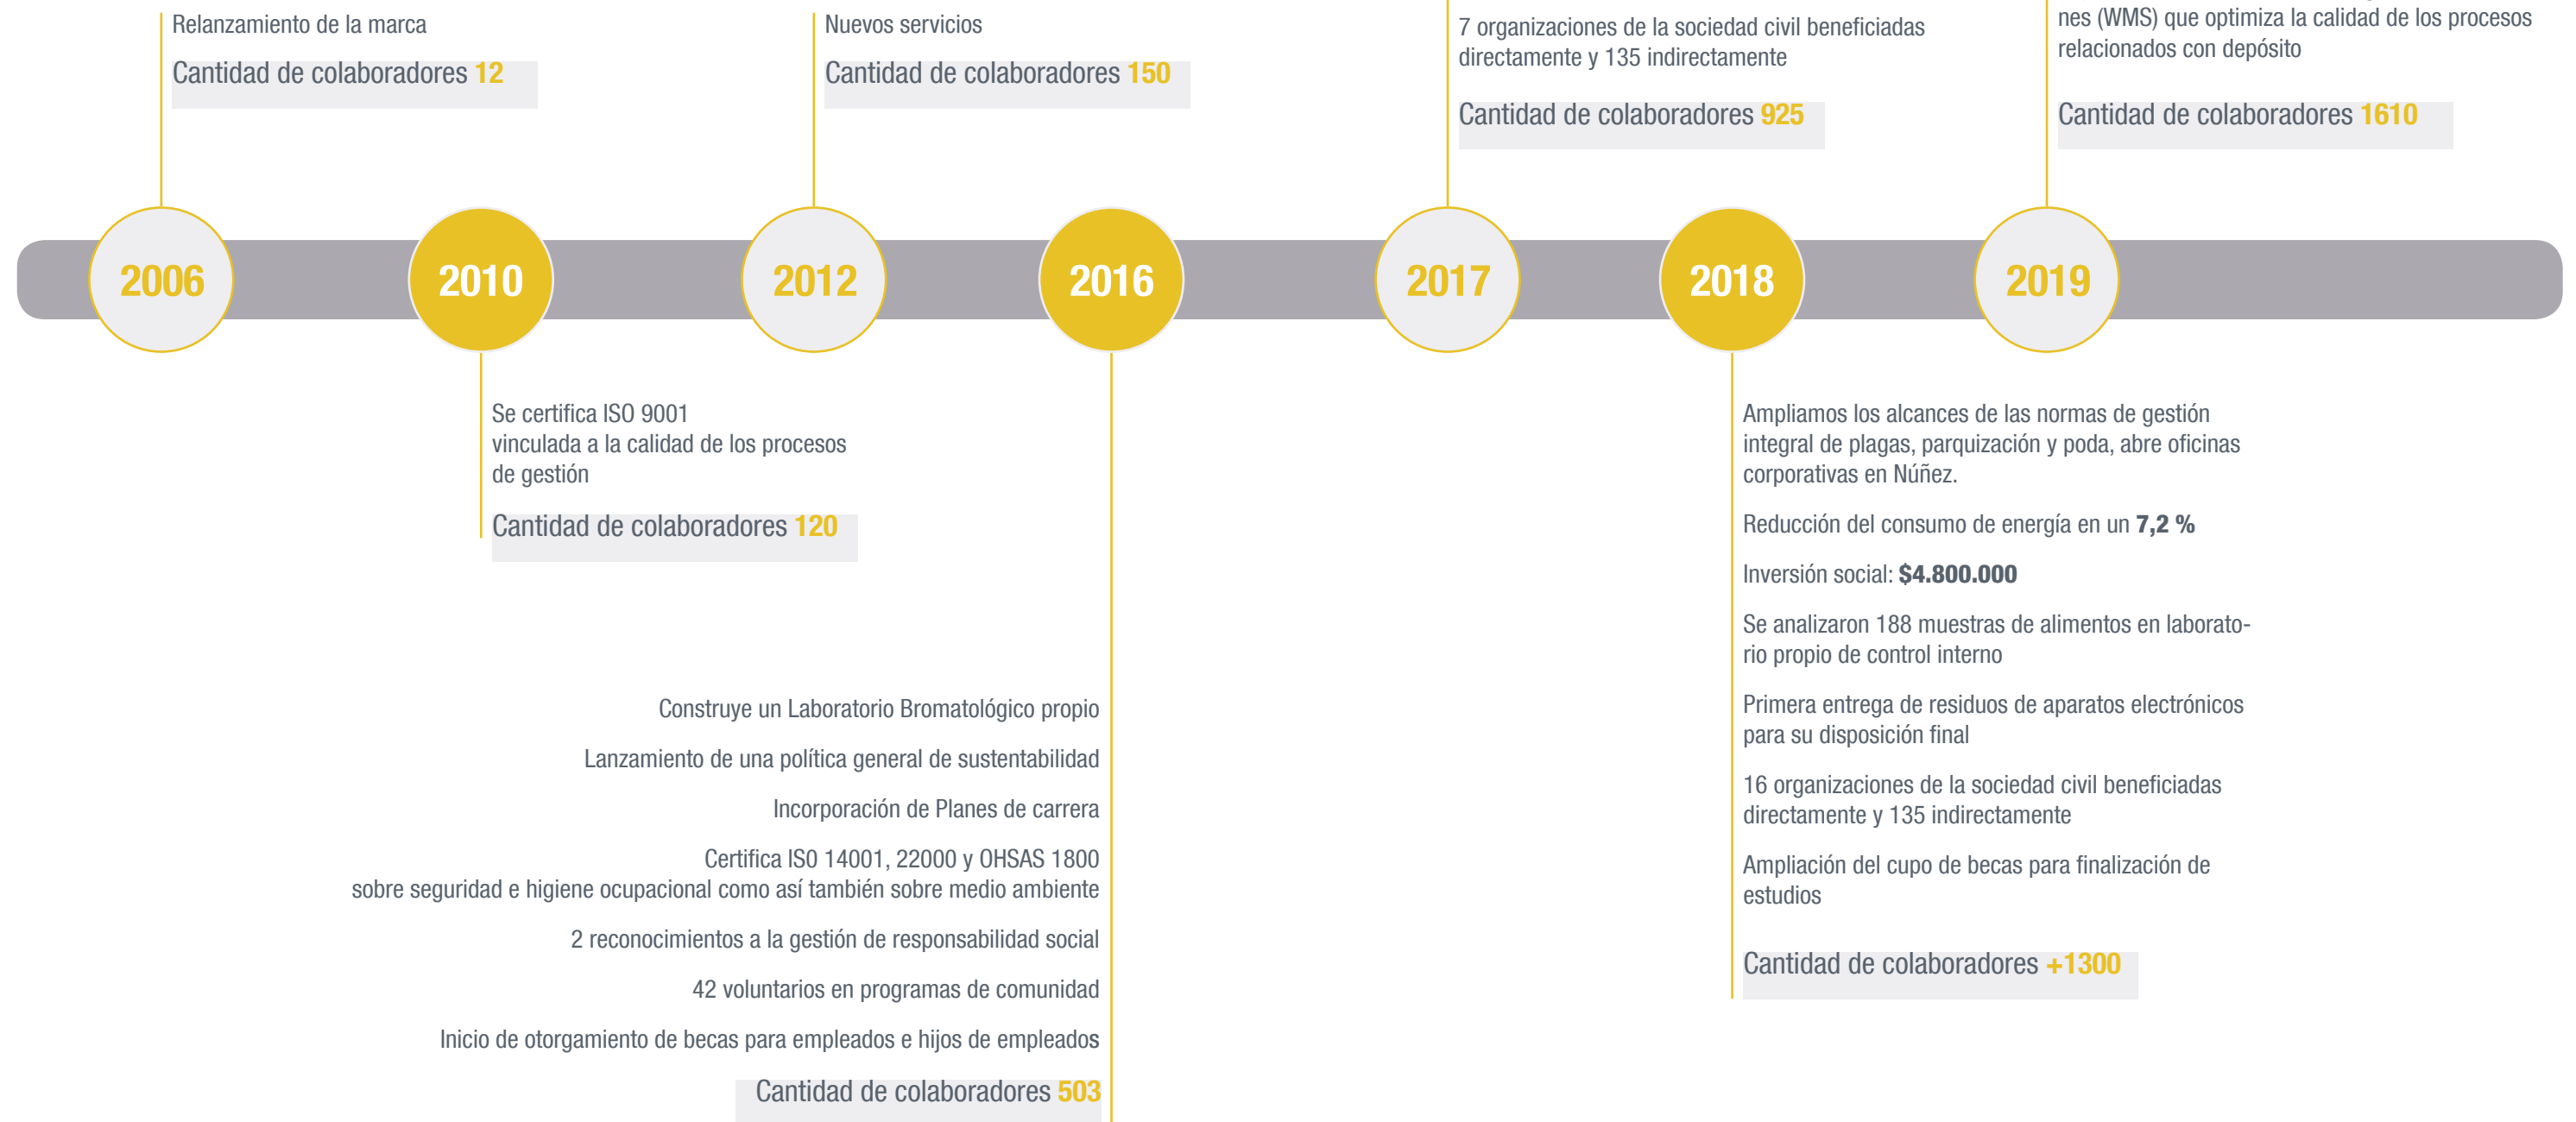 Relanzamiento de la marca
Cantidad de colaboradores 12
Nuevos servicios
Cantidad de colaboradores 150
7 organizaciones de la sociedad civil beneficiadas
directamente y 135 indirectamente
Cantidad de colaboradores 925
nes (WMS) que optimiza la calidad de los procesos
relacionados con depósito
Cantidad de colaboradores 1610
2006
2010
2012
2016
2017
2018
2019
Se certifica ISO 9001
vinculada a la calidad de los procesos
de gestión
Cantidad de colaboradores 120
Construye un Laboratorio Bromatológico propio
Lanzamiento de una política general de sustentabilidad
Incorporación de Planes de carrera
Certifica ISO 14001, 22000 y OHSAS 1800
sobre seguridad e higiene ocupacional como así también sobre medio ambiente
2 reconocimientos a la gestión de responsabilidad social
42 voluntarios en programas de comunidad
Inicio de otorgamiento de becas para empleados e hijos de empleados
Cantidad de colaboradores 503
Ampliamos los alcances de las normas de gestión
integral de plagas, parquización y poda, abre oficinas
corporativas en Núñez.
Reducción del consumo de energía en un 7,2 %
Inversión social: $4.800.000
Se analizaron 188 muestras de alimentos en laborato-
rio propio de control interno
Primera entrega de residuos de aparatos electrónicos
para su disposición final
16 organizaciones de la sociedad civil beneficiadas
directamente y 135 indirectamente
Ampliación del cupo de becas para finalización de
estudios
Cantidad de colaboradores +1300